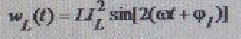 w_L(t) = LI_L^2 sin[2(ωt + φ_I)]